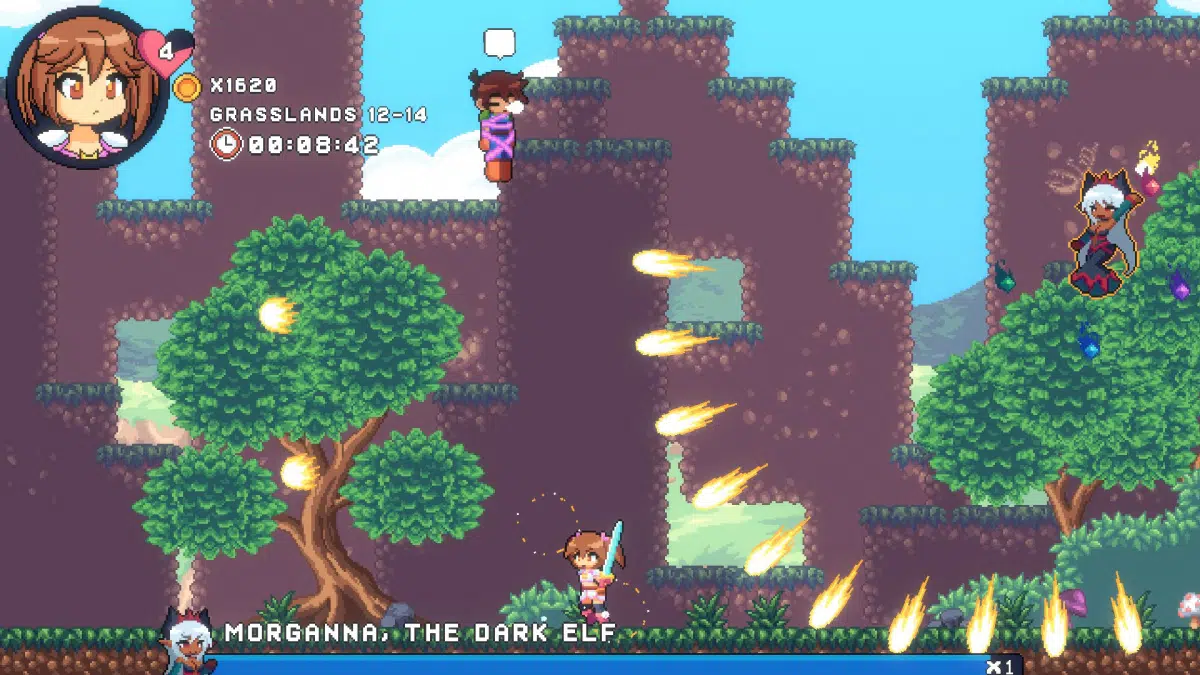 4
X1620
GRASSLANDS 12-14
00:08:42
MORGANNA, THE DARK ELF
X1